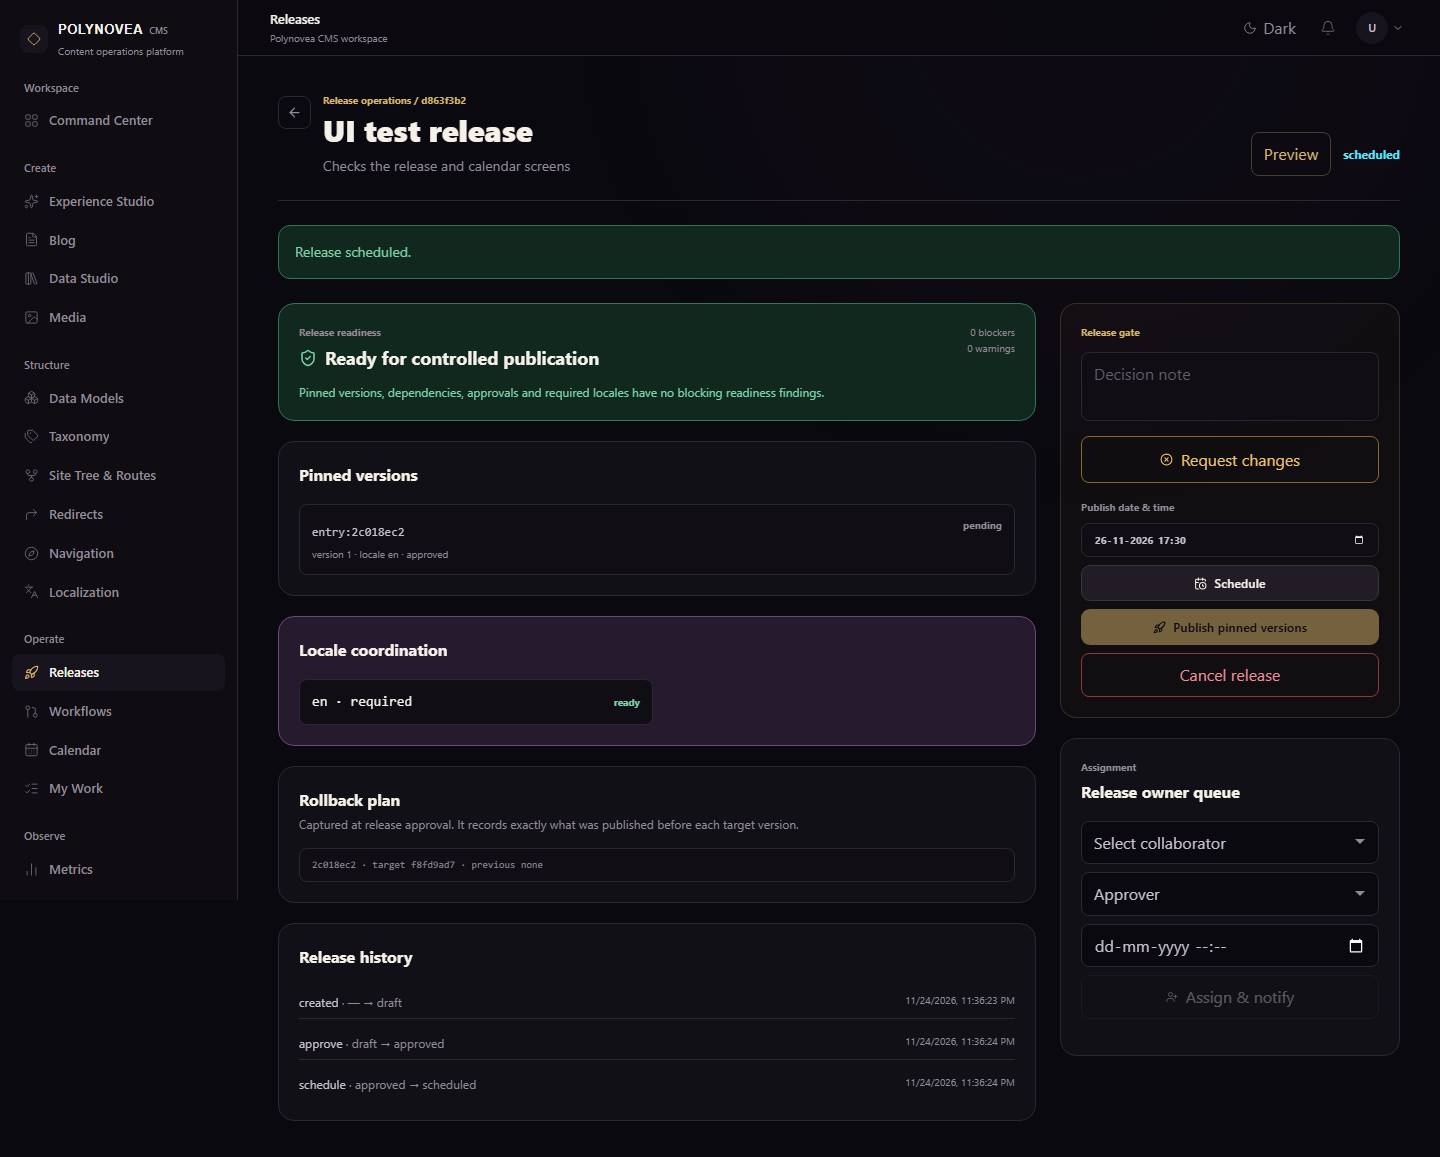 POLYNOVEA CMS
Content operations platform
Workspace
Command Center
Create
Experience Studio
Blog
Data Studio
Media
Structure
Data Models
Taxonomy
Site Tree & Routes
Redirects
Navigation
Localization
Operate
Releases
Workflows
Calendar
My Work
Observe
Metrics
Releases
Polynovea CMS workspace
Dark
U
Release operations / d863f3b2
UI test release
Checks the release and calendar screens
Preview
scheduled
Release scheduled.
Release readiness
0 blockers
0 warnings
Ready for controlled publication
Pinned versions, dependencies, approvals and required locales have no blocking readiness findings.
Pinned versions
entry:2c018ec2
pending
version 1 · locale en · approved
Locale coordination
en · required
ready
Rollback plan
Captured at release approval. It records exactly what was published before each target version.
2c018ec2 · target f8fd9ad7 · previous none
Release history
created · — → draft
11/24/2026, 11:36:23 PM
approve · draft → approved
11/24/2026, 11:36:24 PM
schedule · approved → scheduled
11/24/2026, 11:36:24 PM
Release gate
Decision note
Request changes
Publish date & time
26-11-2026 17:30
Schedule
Publish pinned versions
Cancel release
Assignment
Release owner queue
Select collaborator
Approver
dd-mm-yyyy --:--
Assign & notify